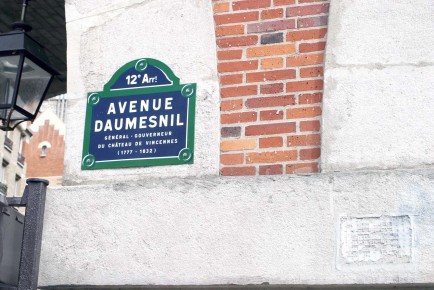 12e Arrt
AVENUE
DAUMESNIL
GÉNÉRAL - GOUVERNEUR
DU CHÂTEAU DE VINCENNES
(1777 - 1832)